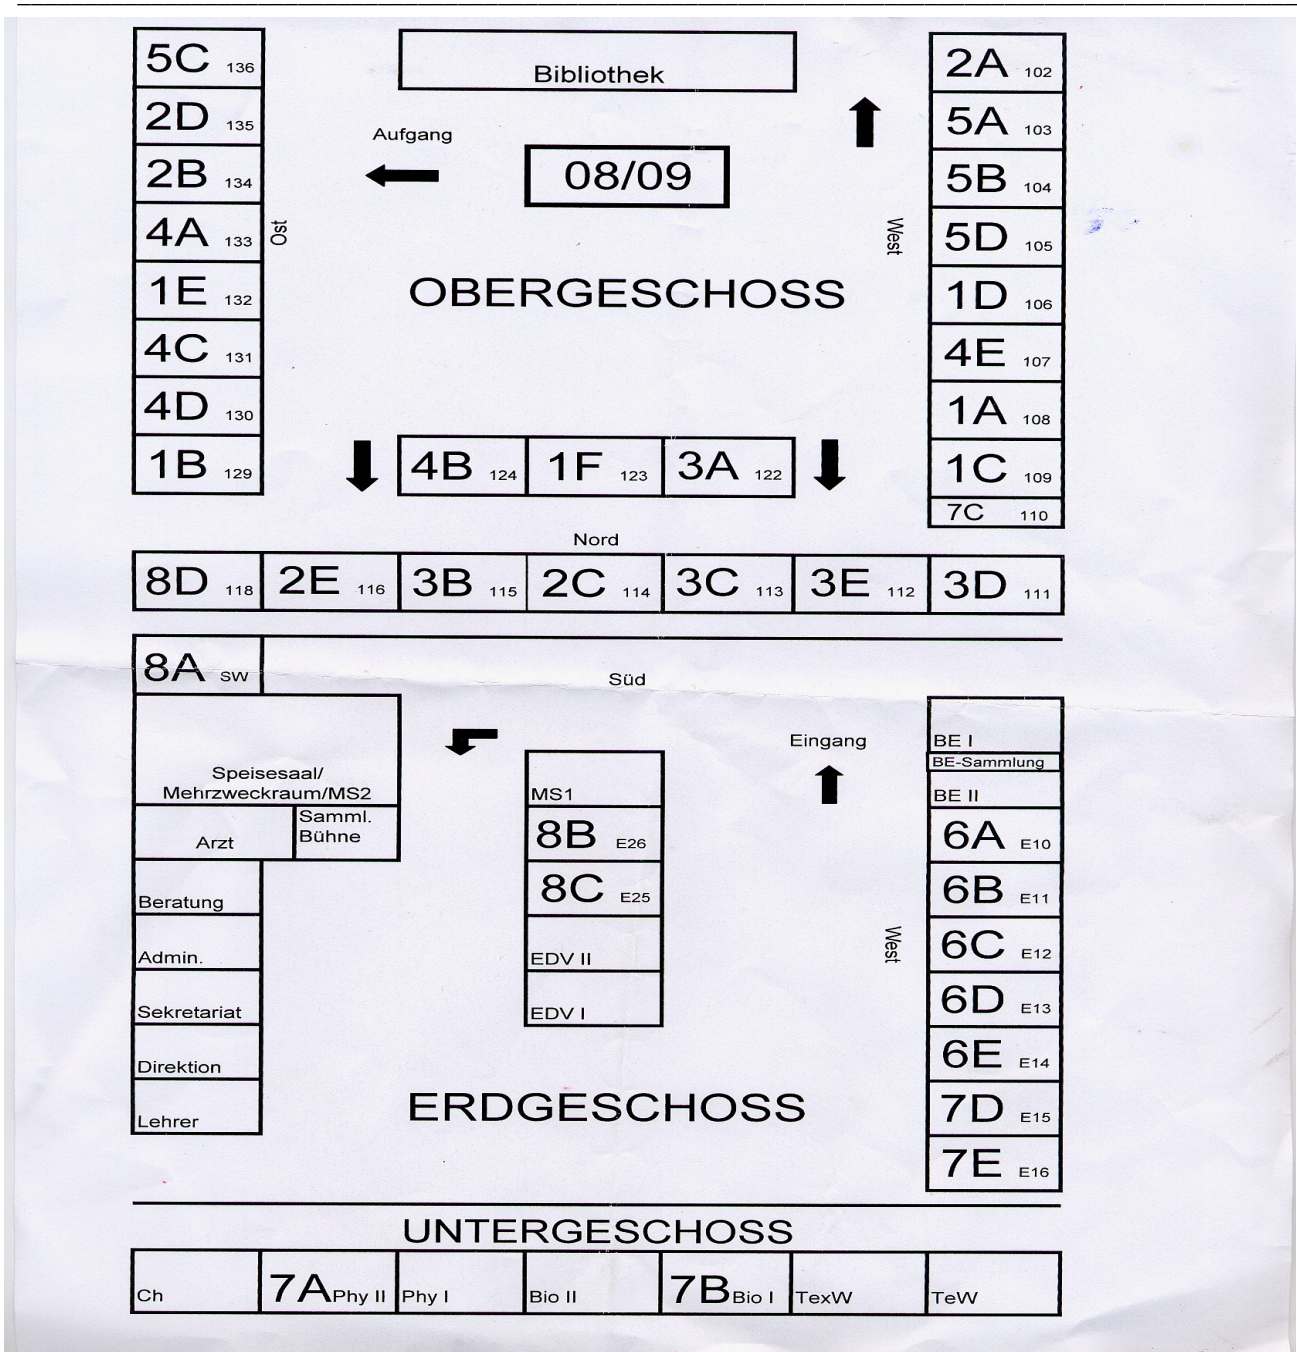 5C 136
Bibliothek
2A 102
2D 135
Aufgang
5A 103
2B 134
08/09
5B 104
4A 133
Ost
West
5D 105
1E 132
OBERGESCHOSS
1D 106
4C 131
4E 107
4D 130
1A 108
1B 129
4B 124
1F 123
3A 122
1C 109
7C 110
Nord
8D 118
2E 116
3B 115
2C 114
3C 113
3E 112
3D 111
8A SW
Süd
Speisesaal/
Mehrzweckraum/MS2
Eingang
BE I
BE-Sammlung
BE II
MS1
Arzt
Samml.
Bühne
8B E26
6A E10
8C E25
6B E11
Beratung
EDV II
West
6C E12
Admin.
EDV I
6D E13
Sekretariat
6E E14
Direktion
ERDGESCHOSS
7D E15
Lehrer
7E E16
UNTERGESCHOSS
Ch
7A Phy II
Phy I
Bio II
7B Bio I
TexW
TeW